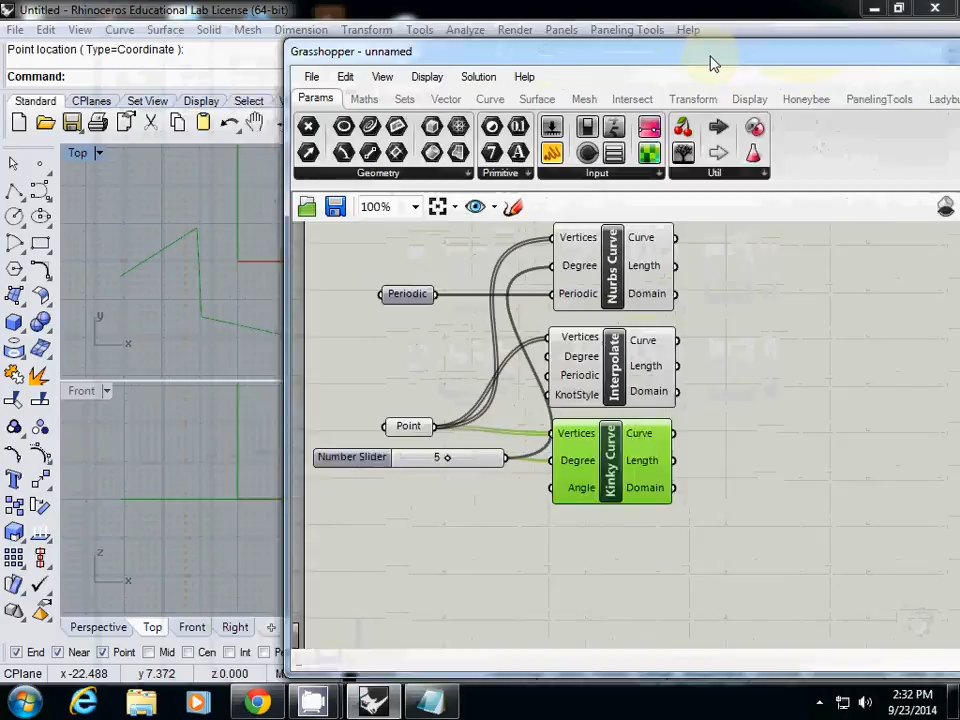 Untitled - Rhinoceros Educational Lab License (64-bit)
File Edit View Curve Surface Solid Mesh Dimension Transform Tools Analyze Render Panels Paneling Tools Help
Point location ( Type=Coordinate ):
Command:
Standard CPlanes Set View Display Select
Grasshopper - unnamed
File Edit View Display Solution Help
Params Maths Sets Vector Curve Surface Mesh Intersect Transform Display Honeybee PanelingTools Ladybu
Geometry Primitive Input Util
100%
Top
y
x
Front
z
x
Periodic
Vertices
Degree
Periodic
Nurbs Curve
Curve
Length
Domain
Vertices
Degree
Periodic
KnotStyle
Interpolate
Curve
Length
Domain
Point
Number Slider 5
Vertices
Degree
Angle
Kinky Curve
Curve
Length
Domain
Perspective Top Front Right
End Near Point Mid Cen Int
CPlane x -22.488 y 7.372 z 0.000
2:32 PM
9/23/2014